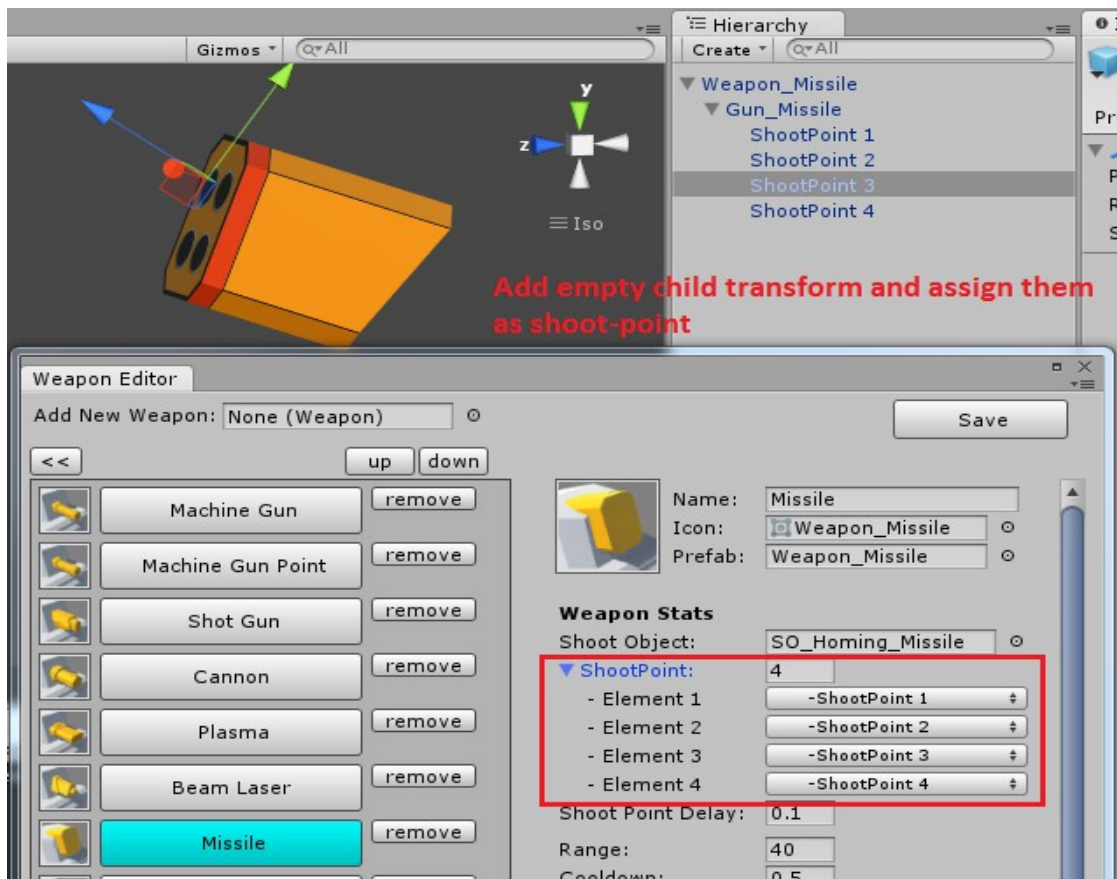 Hierarchy
Gizmos All Create All
Weapon_Missile
Gun_Missile
ShootPoint 1
ShootPoint 2
ShootPoint 3
ShootPoint 4
y
z
Iso
Pr
P
R
S
Add empty child transform and assign them
as shoot-point
Weapon Editor
Add New Weapon: None (Weapon)
Save
<< up down
Machine Gun remove
Machine Gun Point remove
Shot Gun remove
Cannon remove
Plasma remove
Beam Laser remove
Missile remove
Name: Missile
Icon: Weapon_Missile
Prefab: Weapon_Missile
Weapon Stats
Shoot Object: SO_Homing_Missile
ShootPoint: 4
- Element 1 -ShootPoint 1
- Element 2 -ShootPoint 2
- Element 3 -ShootPoint 3
- Element 4 -ShootPoint 4
Shoot Point Delay: 0.1
Range: 40
Cooldown: 0.5